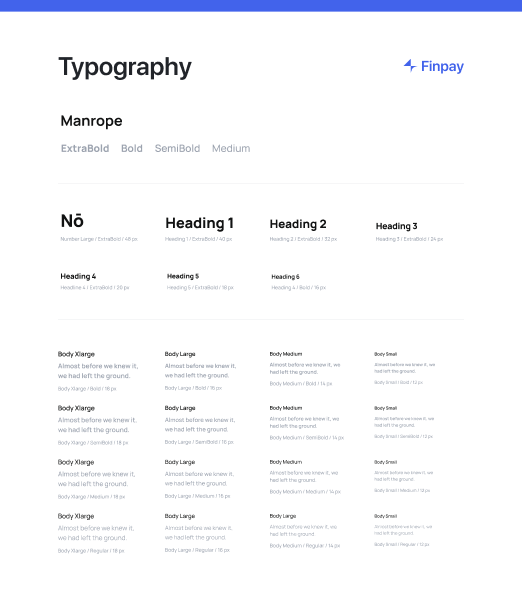 Typography
Finpay
Manrope
ExtraBold Bold SemiBold Medium
Nō
Number Large / ExtraBold / 48 px
Heading 1
Heading 1 / ExtraBold / 40 px
Heading 2
Heading 2 / ExtraBold / 32 px
Heading 3
Heading 3 / ExtraBold / 24 px
Heading 4
Headline 4 / ExtraBold / 20 px
Heading 5
Heading 5 / ExtraBold / 18 px
Heading 6
Heading 4 / Bold / 16 px
Body Xlarge
Almost before we knew it,
we had left the ground.
Body Xlarge / Bold / 18 px
Body Large
Almost before we knew it,
we had left the ground.
Body Large / Bold / 16 px
Body Medium
Almost before we knew it, we
had left the ground.
Body Medium / Bold / 14 px
Body Small
Almost before we knew it, we
had left the ground.
Body Small / Bold / 12 px
Body Xlarge
Almost before we knew it,
we had left the ground.
Body Xlarge / SemiBold / 18 px
Body Large
Almost before we knew it,
we had left the ground.
Body Large / SemiBold / 16 px
Body Medium
Almost before we knew it, we
had left the ground.
Body Medium / SemiBold / 14 px
Body Small
Almost before we knew it, we
had left the ground.
Body Small / SemiBold / 12 px
Body Xlarge
Almost before we knew it,
we had left the ground.
Body Xlarge / Medium / 18 px
Body Large
Almost before we knew it,
we had left the ground.
Body Large / Medium / 16 px
Body Medium
Almost before we knew it, we
had left the ground.
Body Medium / Medium / 14 px
Body Small
Almost before we knew it, we
had left the ground.
Body Small / Medium / 12 px
Body Xlarge
Almost before we knew it,
we had left the ground.
Body Xlarge / Regular / 18 px
Body Large
Almost before we knew it,
we had left the ground.
Body Large / Regular / 16 px
Body Large
Almost before we knew it, we
had left the ground.
Body Medium / Regular / 14 px
Body Small
Almost before we knew it, we
had left the ground.
Body Small / Regular / 12 px